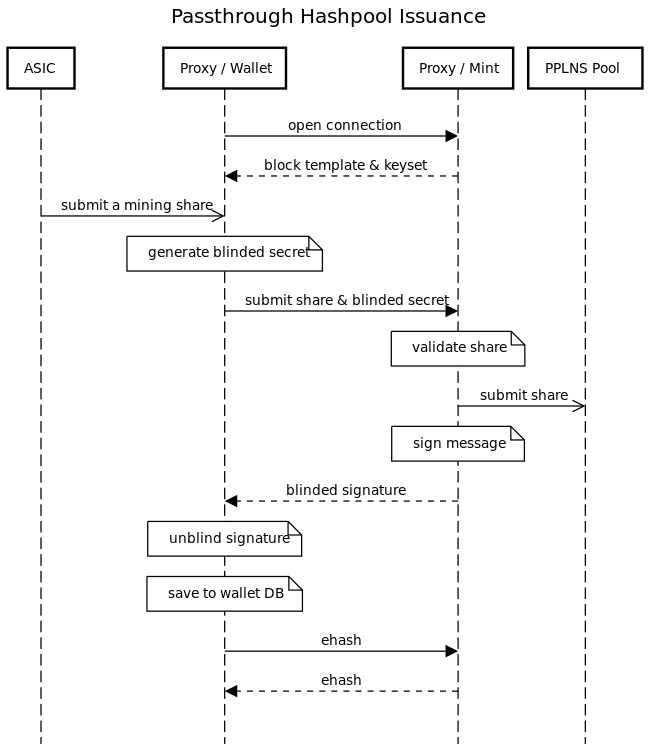 Passthrough Hashpool Issuance
ASIC
Proxy / Wallet
Proxy / Mint
PPLNS Pool
open connection
block template & keyset
submit a mining share
generate blinded secret
submit share & blinded secret
validate share
submit share
sign message
blinded signature
unblind signature
save to wallet DB
ehash
ehash